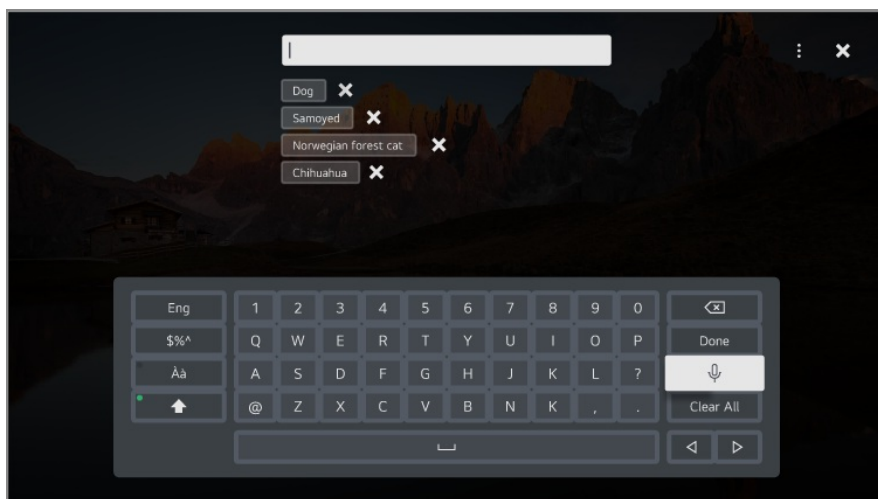 Dog
Samoyed
Norwegian forest cat
Chihuahua
Eng 1 2 3 4 5 6 7 8 9 0
$%^ Q W E R T Y U I O P Done
Àà A S D F G H J K L ?
@ Z X C V B N K , . Clear All